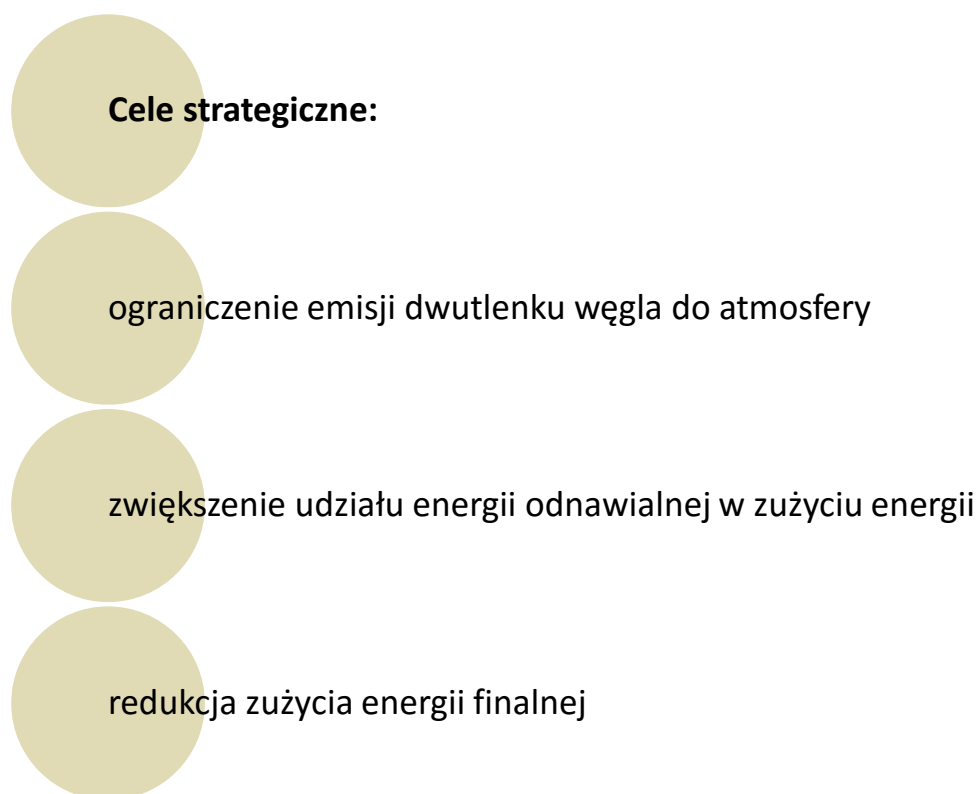 Cele strategiczne:
ograniczenie emisji dwutlenku węgla do atmosfery
zwiększenie udziału energii odnawialnej w zużyciu energii
redukcja zużycia energii finalnej